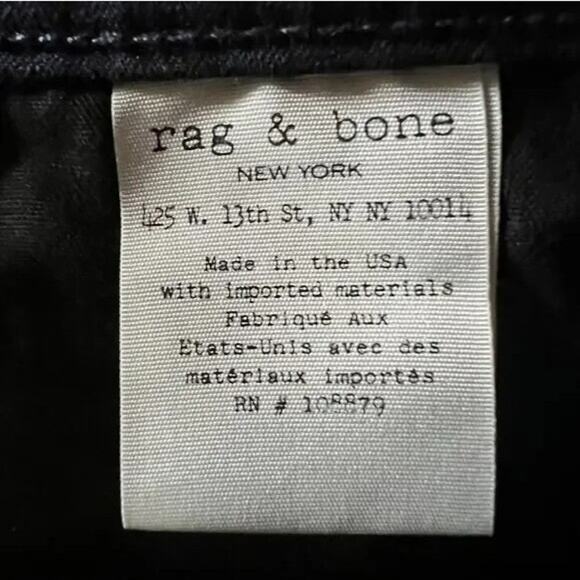 rag & bone
NEW YORK
425 W. 13th St, NY NY 10014
Made in the USA
with imported materials
Fabriqué Aux
Etats-Unis avec des
matériaux importés
RN # 108879